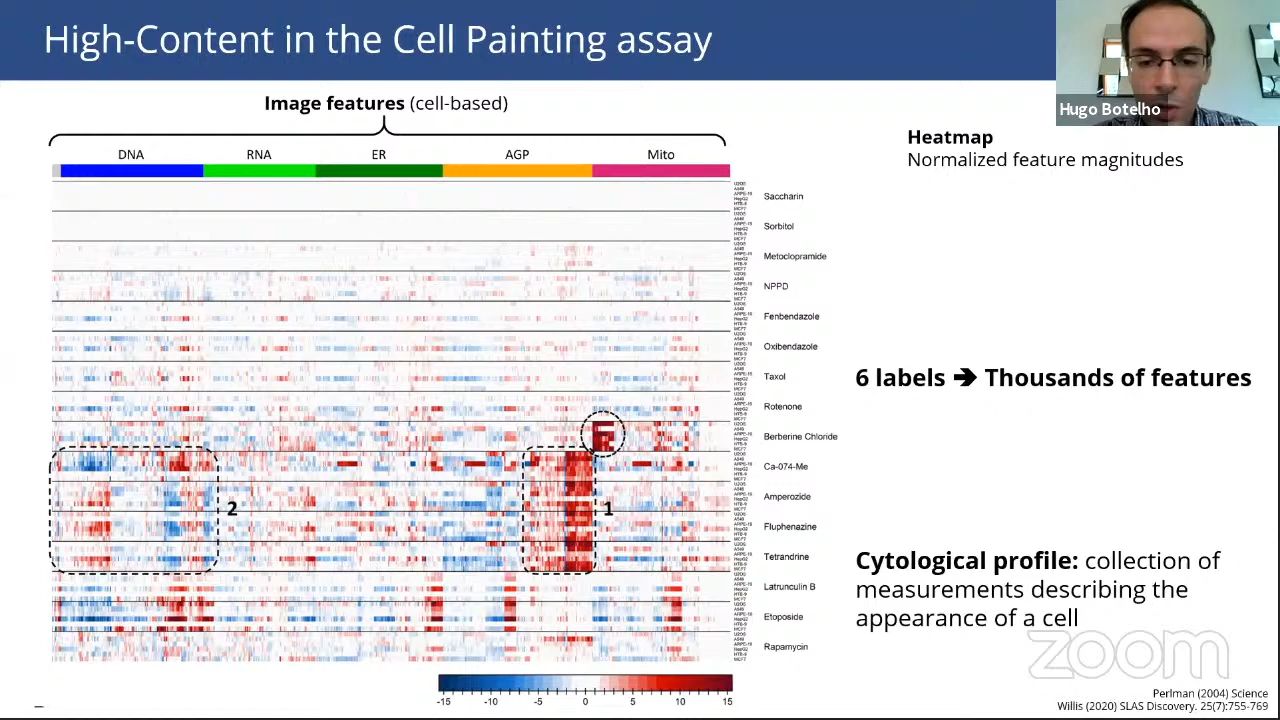 High-Content in the Cell Painting assay
Hugo Botelho
Image features (cell-based)
Heatmap
Normalized feature magnitudes
DNA RNA ER AGP Mito
Saccharin
Sorbitol
Metoclopramide
NPPD
Fenbendazole
Oxibendazole
Taxol
6 labels ➔ Thousands of features
Rotenone
Berberine Chloride
Ca-074-Me
Amperozide
2
1
Fluphenazine
Tetrandrine
Cytological profile: collection of
measurements describing the
appearance of a cell
Latrunculin B
Etoposide
Rapamycin
zoom
-15 -10 -5 0 5 10 15
Perlman (2004) Science
Willis (2020) SLAS Discovery. 25(7):755-769